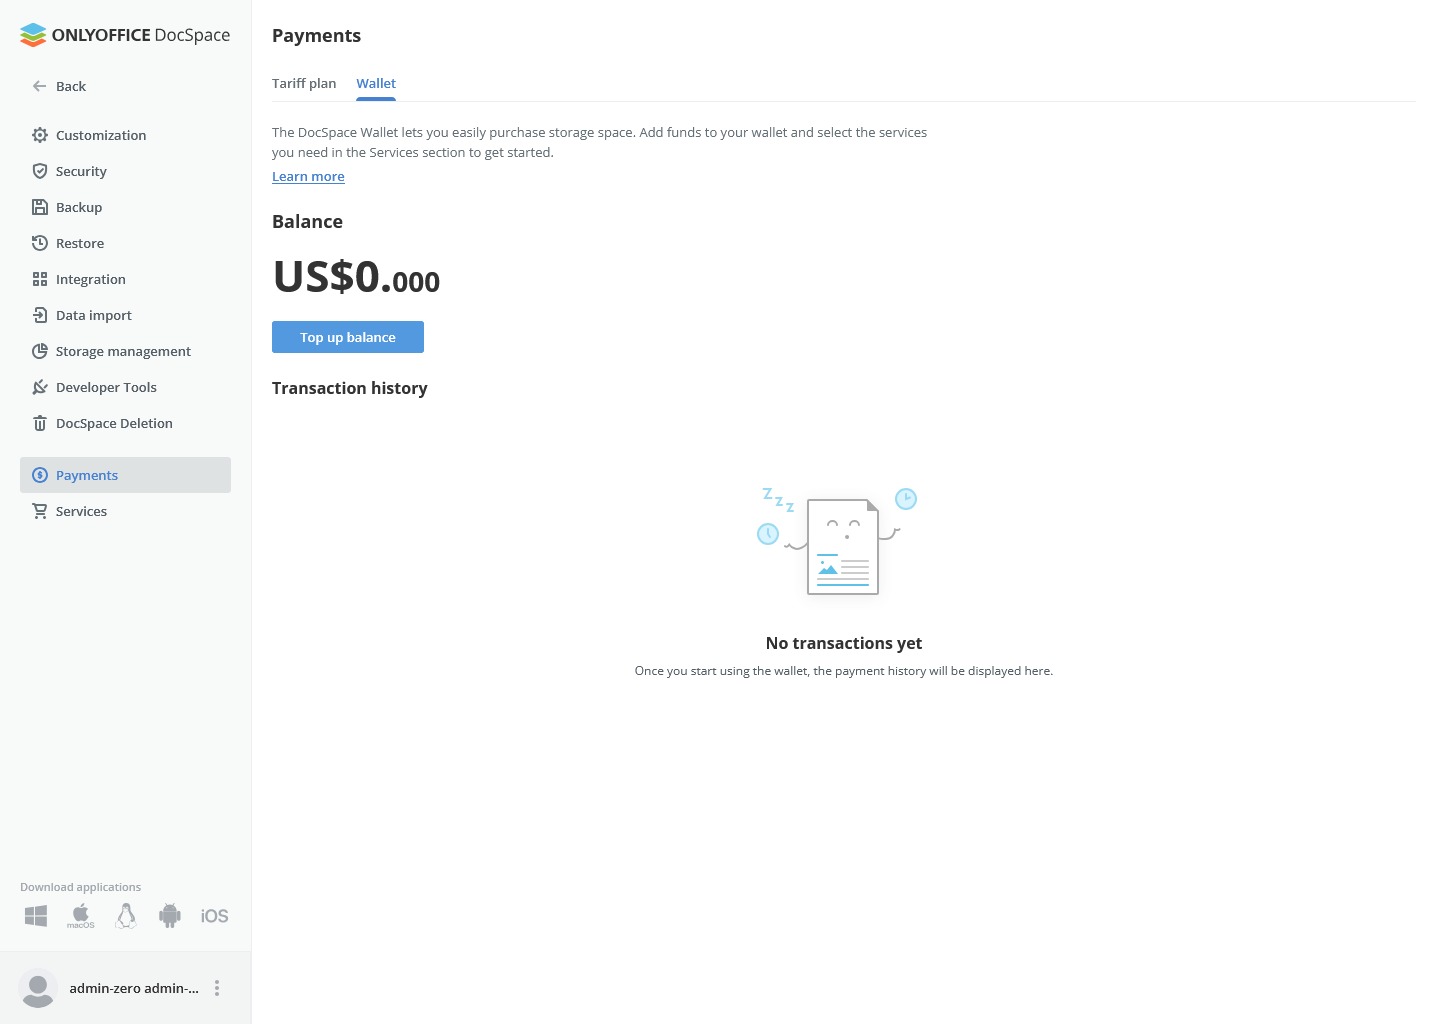 ONLYOFFICE DocSpace
Back
Customization
Security
Backup
Restore
Integration
Data import
Storage management
Developer Tools
DocSpace Deletion
Payments
Services
Download applications
macOS
iOS
admin-zero admin-...
Payments
Tariff plan Wallet
The DocSpace Wallet lets you easily purchase storage space. Add funds to your wallet and select the services
you need in the Services section to get started.
Learn more
Balance
US$0.000
Top up balance
Transaction history
Z z z
No transactions yet
Once you start using the wallet, the payment history will be displayed here.